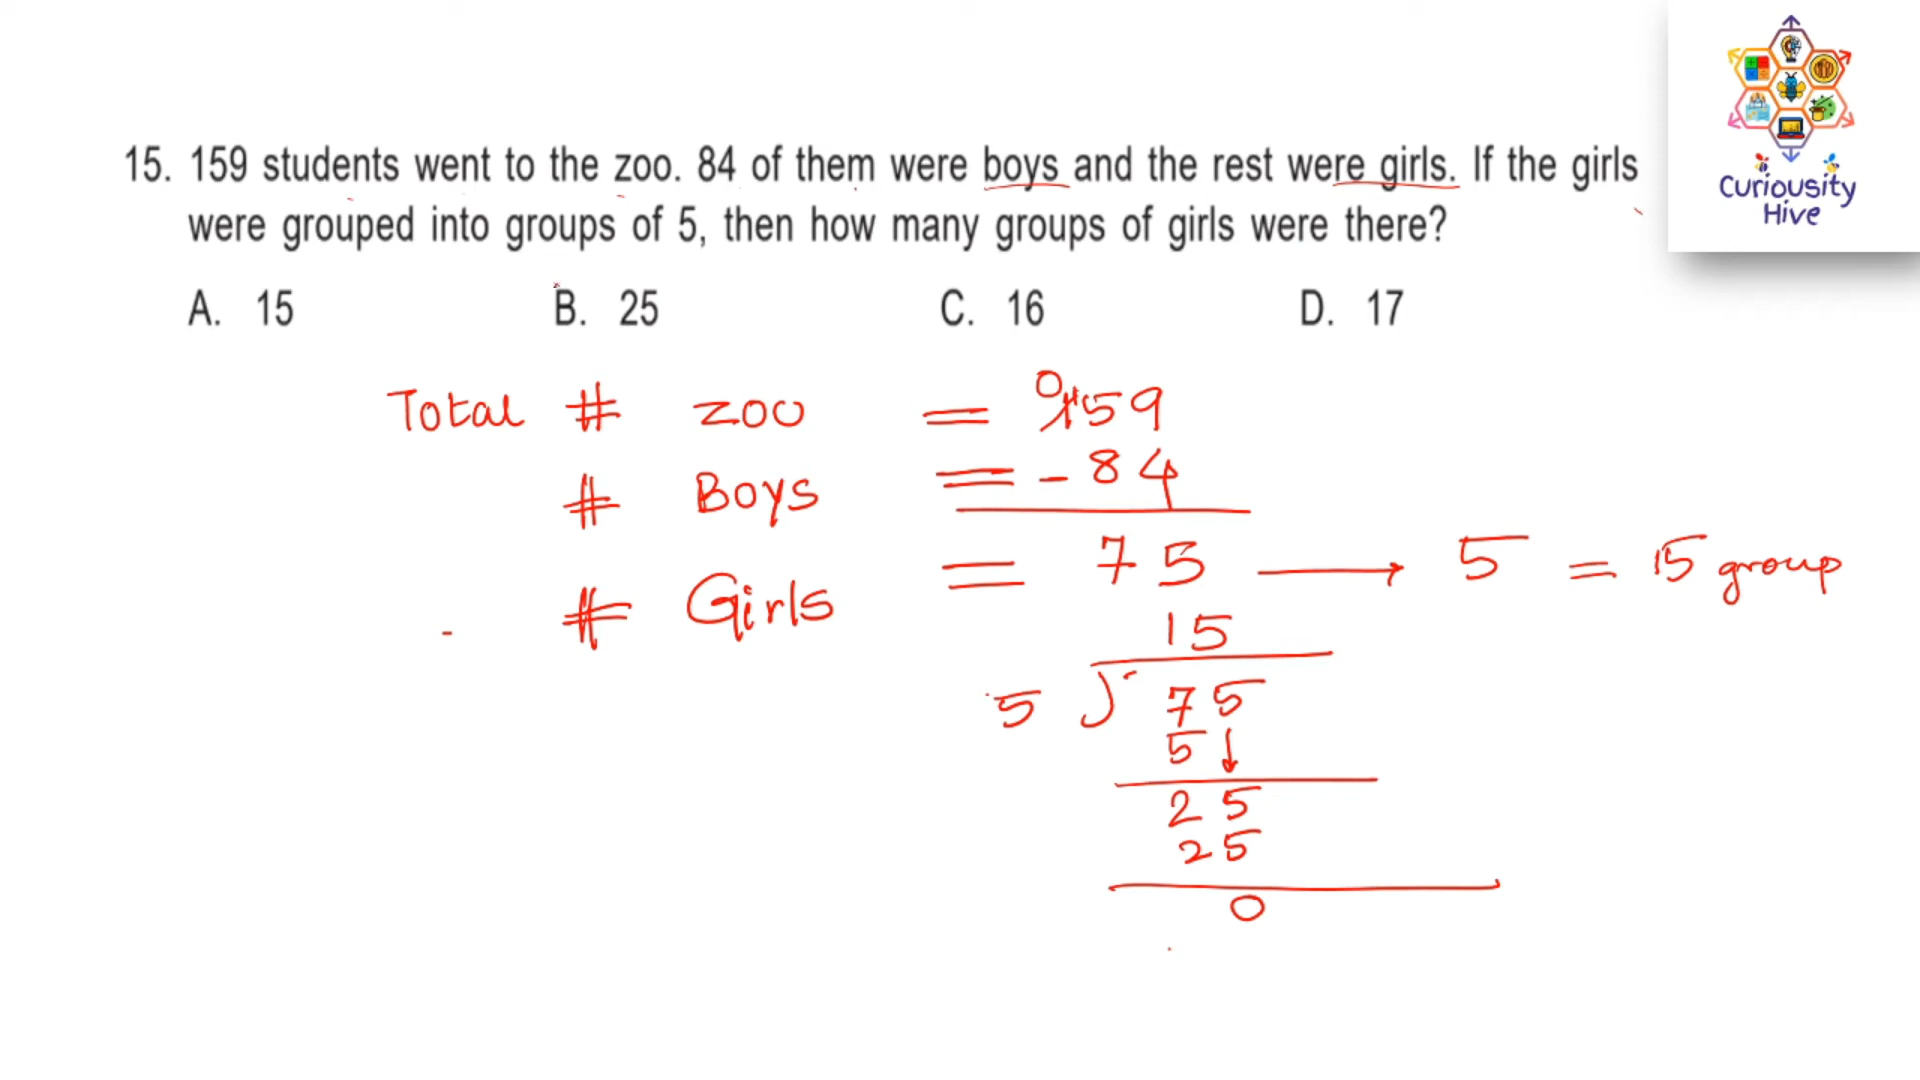 15. 159 students went to the zoo. 84 of them were boys and the rest were girls. If the girls
were grouped into groups of 5, then how many groups of girls were there?
A. 15 B. 25 C. 16 D. 17
Curiousity
Hive
Total # zoo = 159
0
# Boys = - 84
# Girls = 75 → 5 = 15 group
15
5 ) 75
5 ↓
25
25
0